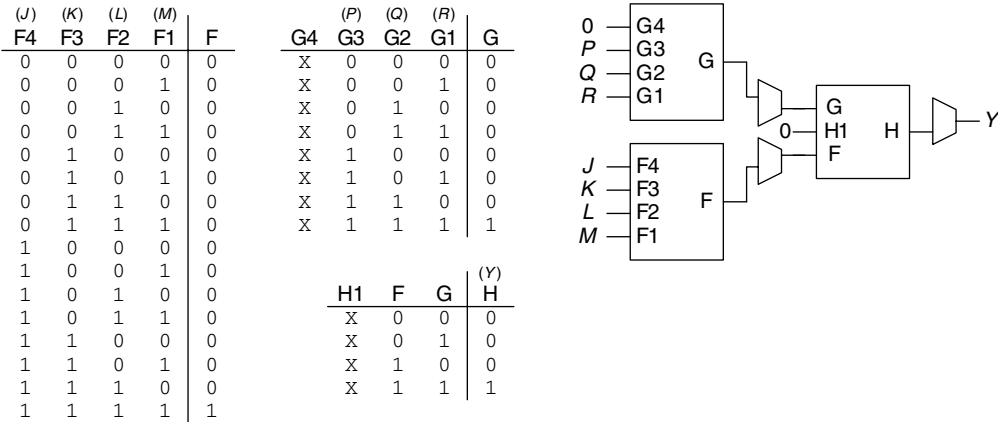 (J) (K) (L) (M)
F4 F3 F2 F1 F
0 0 0 0 0
0 0 0 1 0
0 0 1 0 0
0 0 1 1 0
0 1 0 0 0
0 1 0 1 0
0 1 1 0 0
0 1 1 1 0
1 0 0 0 0
1 0 0 1 0
1 0 1 0 0
1 0 1 1 0
1 1 0 0 0
1 1 0 1 0
1 1 1 0 0
1 1 1 1 1
(P) (Q) (R)
G4 G3 G2 G1 G
X 0 0 0 0
X 0 0 1 0
X 0 1 0 0
X 0 1 1 0
X 1 0 0 0
X 1 0 1 0
X 1 1 0 0
X 1 1 1 1
(Y)
H1 F G H
X 0 0 0
X 0 1 0
X 1 0 0
X 1 1 1
0 G4
P G3
Q G2
R G1
G
J F4
K F3
L F2
M F1
F
G
0 H1 H
F
Y